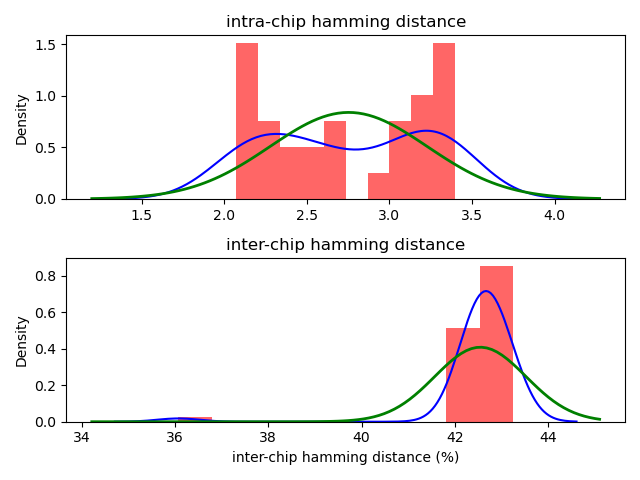 intra-chip hamming distance
Density
1.5
1.0
0.5
0.0
1.5 2.0 2.5 3.0 3.5 4.0
inter-chip hamming distance
Density
0.8
0.6
0.4
0.2
0.0
34 36 38 40 42 44
inter-chip hamming distance (%)